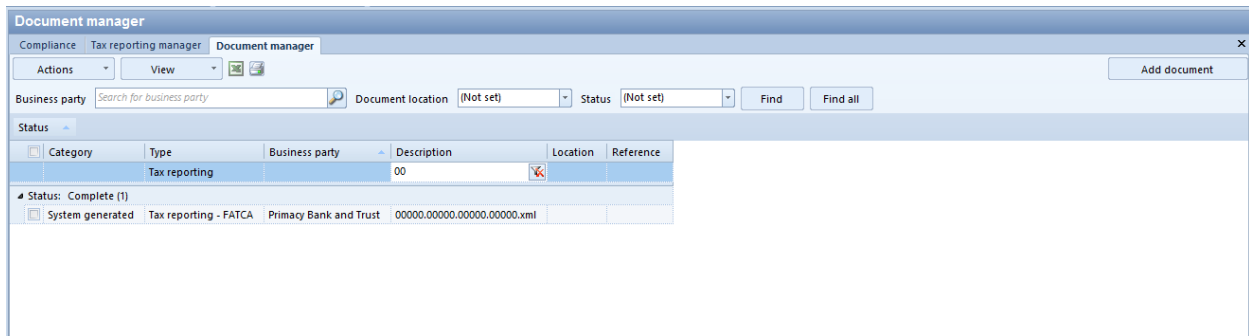 Document manager
Compliance Tax reporting manager Document manager
Actions View Add document
Business party Search for business party Document location (Not set) Status (Not set) Find Find all
Status
Category Type Business party Description Location Reference
Tax reporting 00
Status: Complete (1)
System generated Tax reporting - FATCA Primacy Bank and Trust 00000.00000.00000.00000.xml